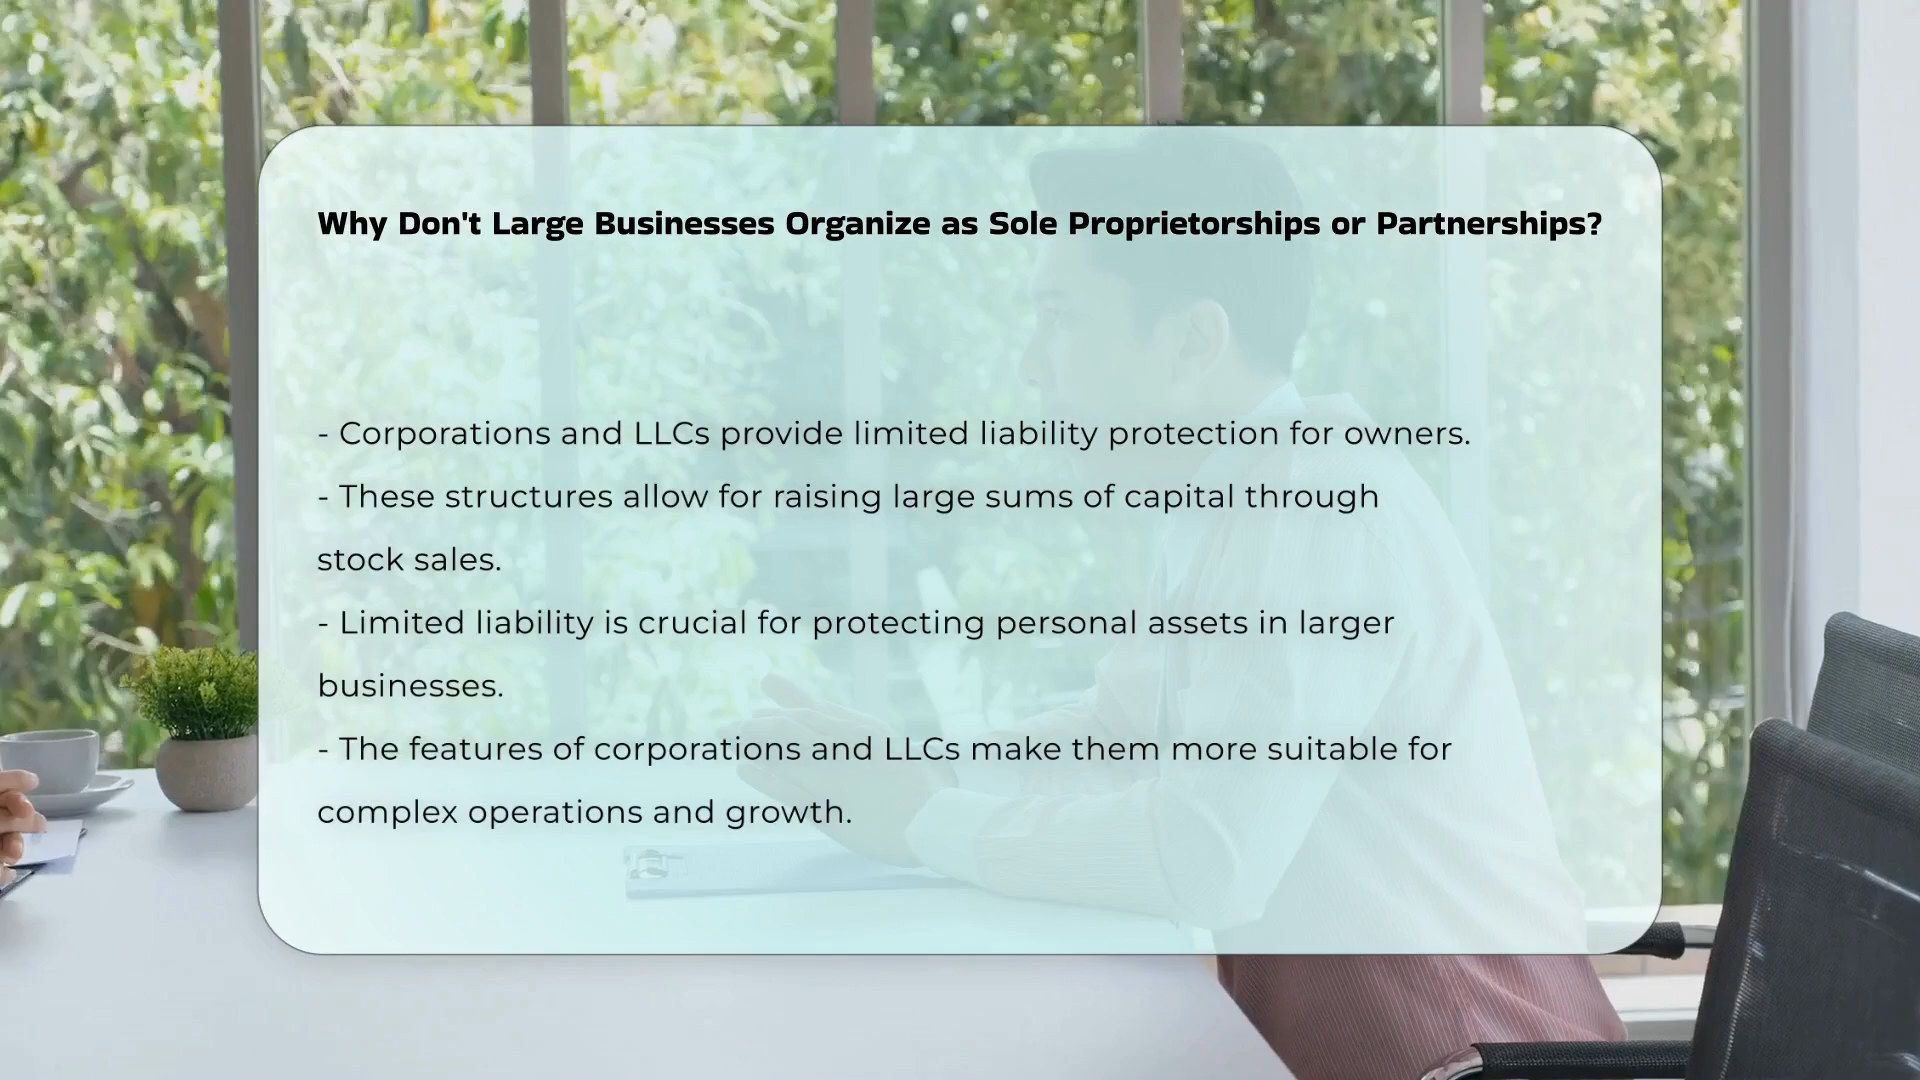 Why Don't Large Businesses Organize as Sole Proprietorships or Partnerships?
- Corporations and LLCs provide limited liability protection for owners.
- These structures allow for raising large sums of capital through
stock sales.
- Limited liability is crucial for protecting personal assets in larger
businesses.
- The features of corporations and LLCs make them more suitable for
complex operations and growth.